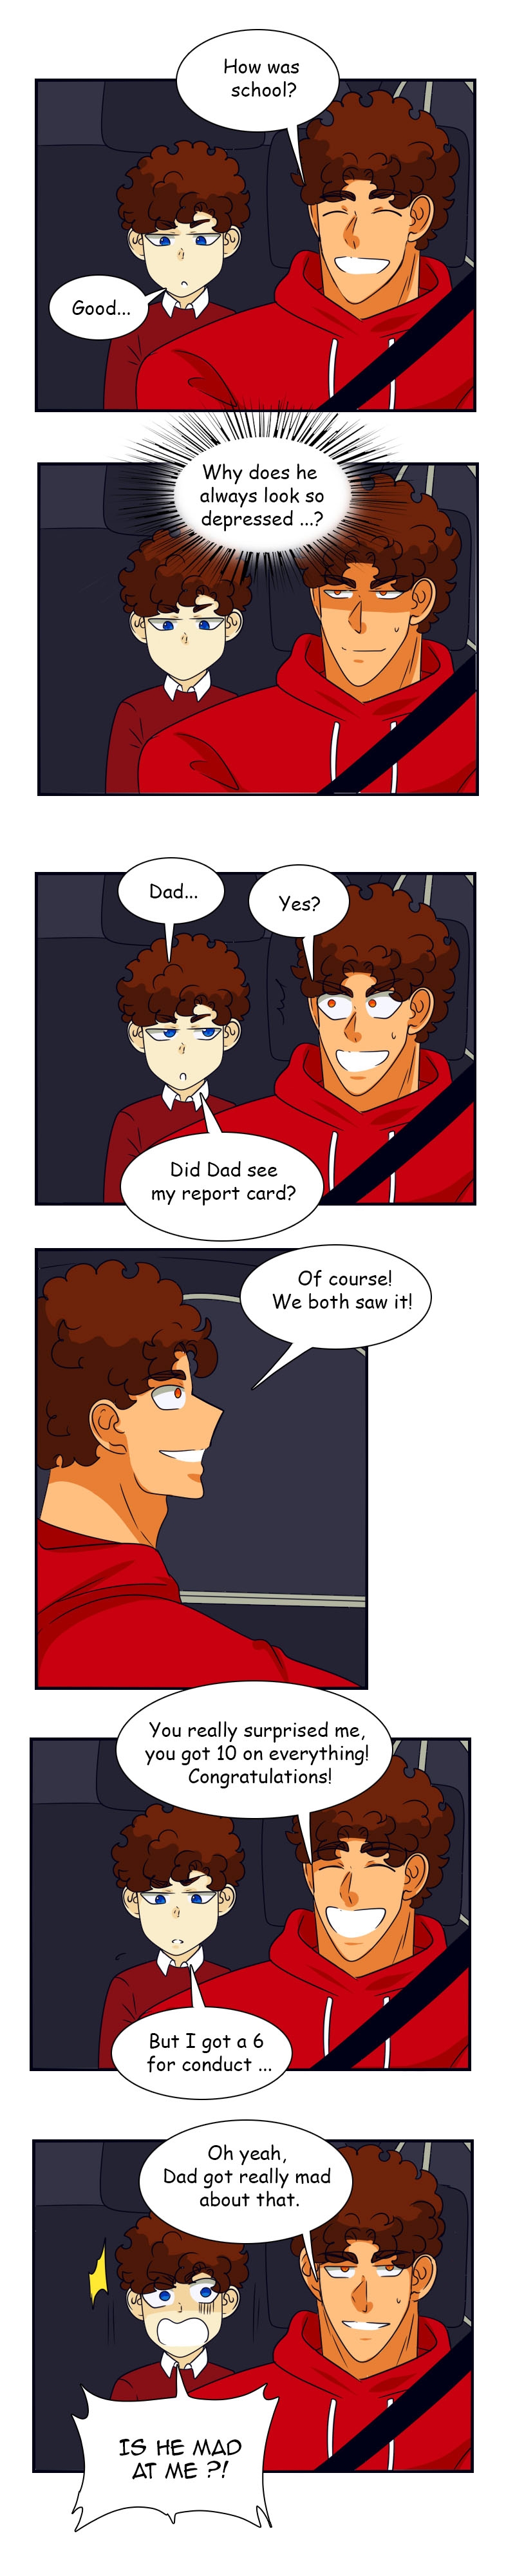 How was
school?
Good...
Why does he
always look so
depressed ...?
Dad...
Yes?
Did Dad see
my report card?
Of course!
We both saw it!
You really surprised me,
you got 10 on everything!
Congratulations!
But I got a 6
for conduct ...
Oh yeah,
Dad got really mad
about that.
IS HE MAD
AT ME ?!